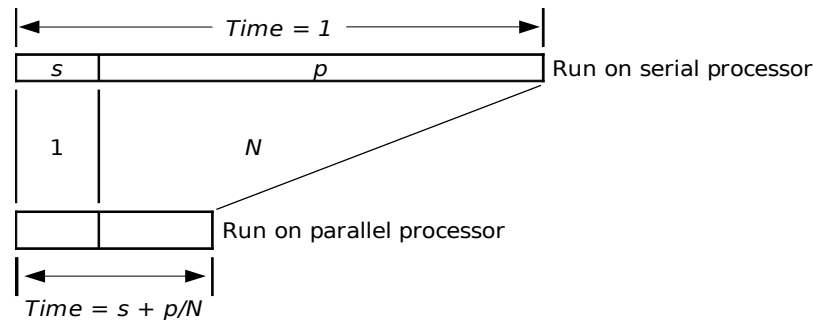 Time = 1
s
p
Run on serial processor
1
N
Run on parallel processor
Time = s + p/N